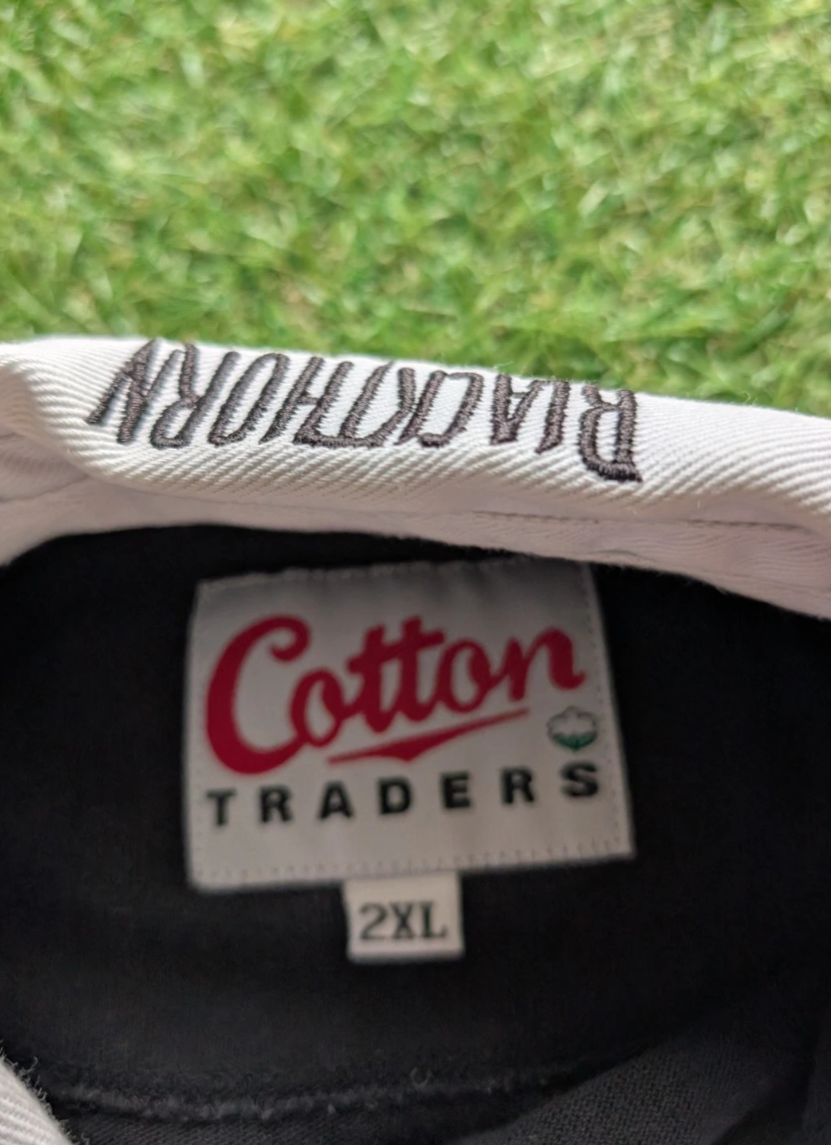 BLACKTHORN
Cotton
TRADERS
2XL